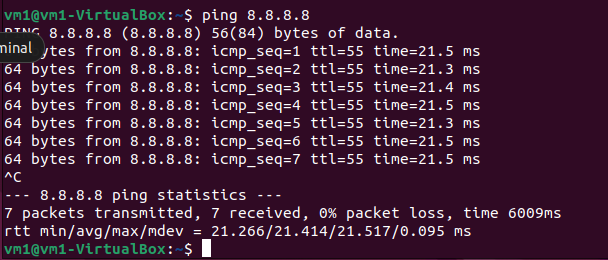 vm1@vm1-VirtualBox:~$ ping 8.8.8.8
PING 8.8.8.8 (8.8.8.8) 56(84) bytes of data.
minal
64 bytes from 8.8.8.8: icmp_seq=1 ttl=55 time=21.5 ms
64 bytes from 8.8.8.8: icmp_seq=2 ttl=55 time=21.3 ms
64 bytes from 8.8.8.8: icmp_seq=3 ttl=55 time=21.4 ms
64 bytes from 8.8.8.8: icmp_seq=4 ttl=55 time=21.5 ms
64 bytes from 8.8.8.8: icmp_seq=5 ttl=55 time=21.3 ms
64 bytes from 8.8.8.8: icmp_seq=6 ttl=55 time=21.5 ms
64 bytes from 8.8.8.8: icmp_seq=7 ttl=55 time=21.5 ms
^C
--- 8.8.8.8 ping statistics ---
7 packets transmitted, 7 received, 0% packet loss, time 6009ms
rtt min/avg/max/mdev = 21.266/21.414/21.517/0.095 ms
vm1@vm1-VirtualBox:~$